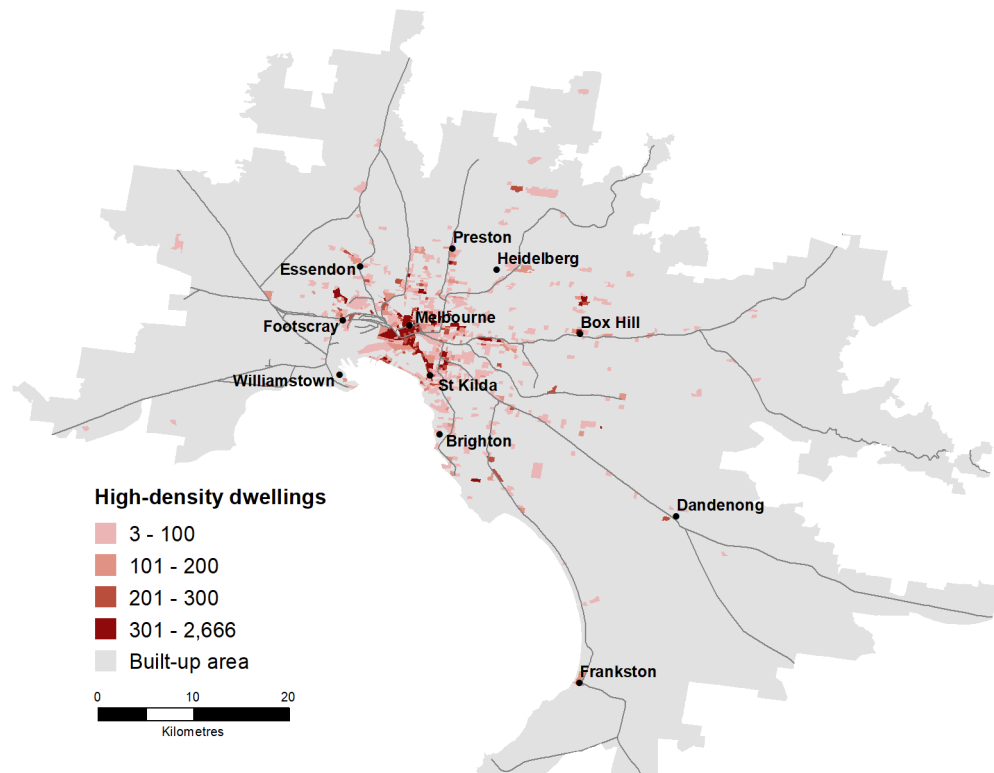 Preston
Heidelberg
Essendon
Melbourne
Footscray
Box Hill
Williamstown
St Kilda
Brighton
High-density dwellings
3 - 100
101 - 200
201 - 300
301 - 2,666
Built-up area
Dandenong
Frankston
0 10 20
Kilometres